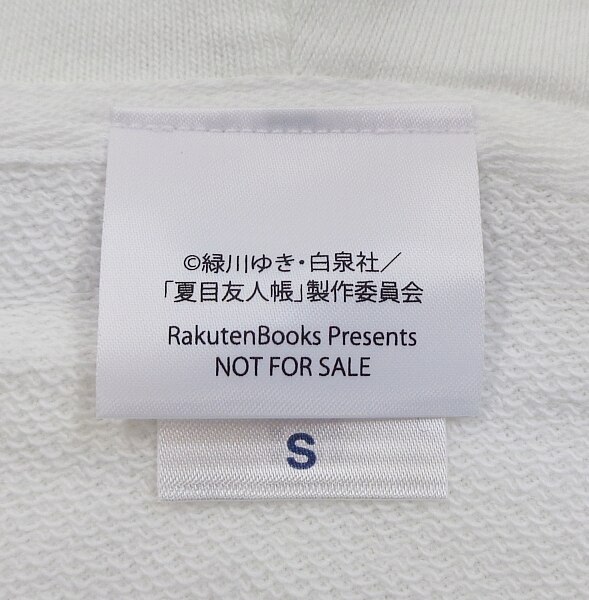 ©緑川ゆき・白泉社／
「夏目友人帳」製作委員会
RakutenBooks Presents
NOT FOR SALE
S